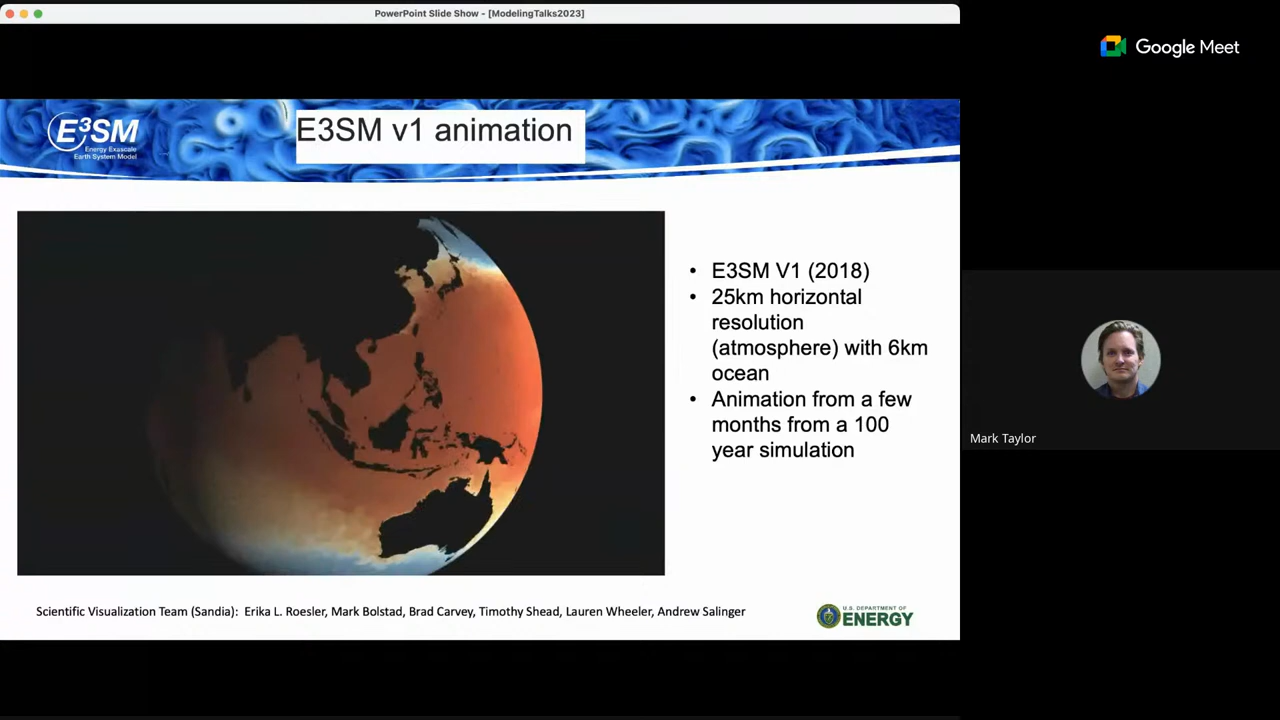 PowerPoint Slide Show - [ModelingTalks2023]
Google Meet
E3SM
Energy Exascale
Earth System Model
E3SM v1 animation
• E3SM V1 (2018)
• 25km horizontal
resolution
(atmosphere) with 6km
ocean
• Animation from a few
months from a 100
year simulation
Mark Taylor
Scientific Visualization Team (Sandia): Erika L. Roesler, Mark Bolstad, Brad Carvey, Timothy Shead, Lauren Wheeler, Andrew Salinger
U.S. DEPARTMENT OF
ENERGY